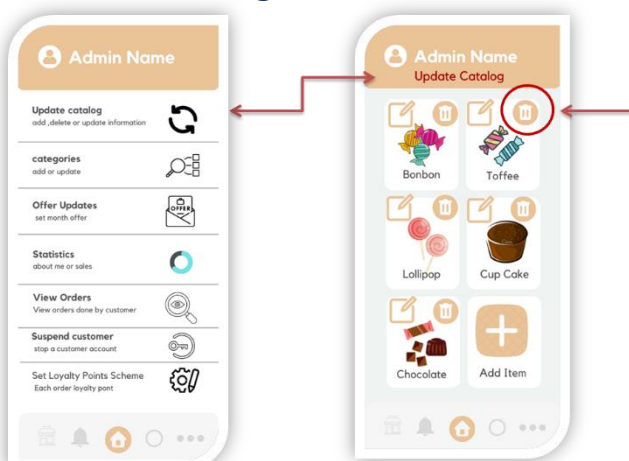 Admin Name
Update catalog
add ,delete or update information
categories
add or update
Offer Updates
set month offer
OFFER
Statistics
about me or sales
View Orders
View orders done by customer
Suspend customer
stop a customer account
Set Loyalty Points Scheme
Each order loyalty pont
Admin Name
Update Catalog
Bonbon
Toffee
Lollipop
Cup Cake
Chocolate
Add Item